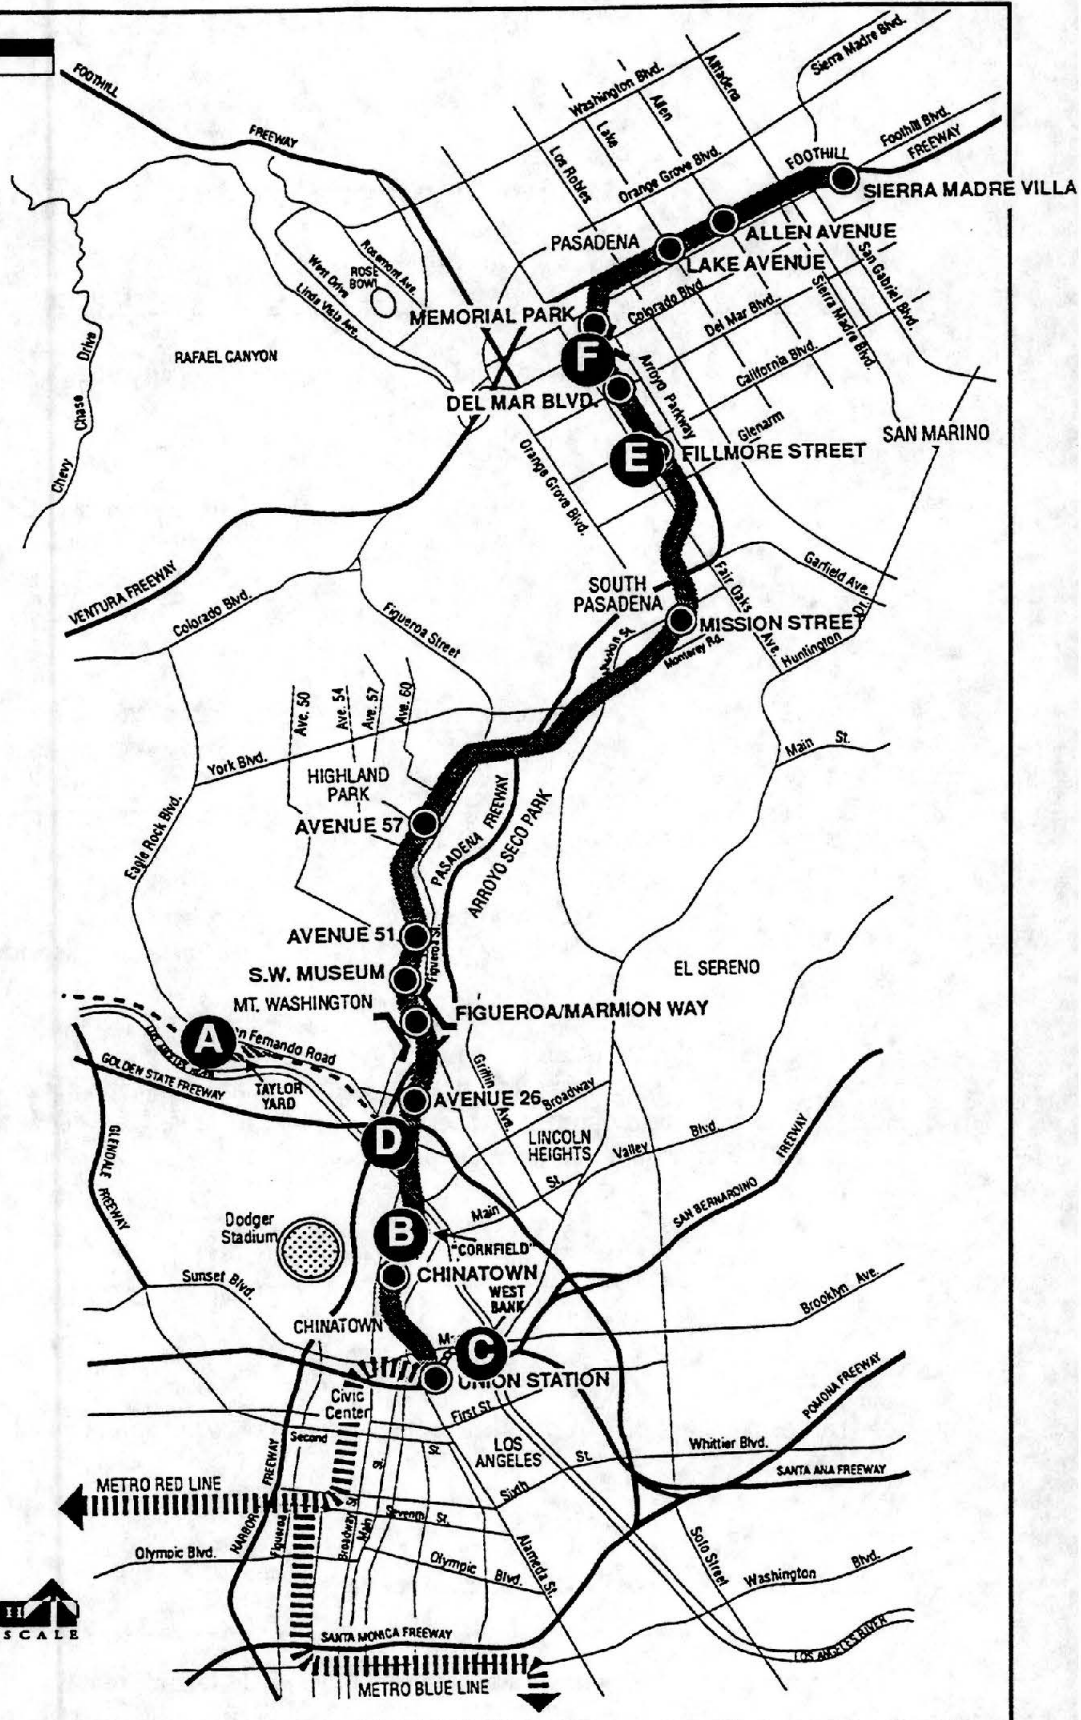 FOOTHILL
FREEWAY
Sierra Madre Blvd.
Washington Blvd.
Altadena
Allen
Lake
Los Robles
Orange Grove Blvd.
Foothill Blvd.
FREEWAY
FOOTHILL
SIERRA MADRE VILLA
ALLEN AVENUE
PASADENA
LAKE AVENUE
Rosemont Ave.
ROSE
BOWL
West Drive
Linda Vista Ave.
MEMORIAL PARK
Colorado Blvd.
San Gabriel Blvd.
Sierra Madre Blvd.
Del Mar Blvd.
California Blvd.
RAFAEL CANYON
F
Arroyo Parkway
DEL MAR BLVD.
Chevy Chase Drive
Glenarm
SAN MARINO
E
FILLMORE STREET
Orange Grove Blvd.
VENTURA FREEWAY
Colorado Blvd.
Figueroa Street
SOUTH
PASADENA
Fair Oaks Ave.
Garfield Ave.
MISSION STREET
Monterey Rd.
Huntington Dr.
Ave. 50
Ave. 54
Ave. 57
Ave. 60
Main St.
York Blvd.
HIGHLAND
PARK
AVENUE 57
PASADENA FREEWAY
ARROYO SECO PARK
Eagle Rock Blvd.
AVENUE 51
Figueroa St.
S.W. MUSEUM
EL SERENO
MT. WASHINGTON
FIGUEROA/MARMION WAY
A
Fernando Road
TAYLOR
YARD
GOLDEN STATE FREEWAY
Griffin Ave.
Broadway
AVENUE 26
GLENDALE FREEWAY
D
LINCOLN
HEIGHTS
Valley Blvd.
SAN BERNARDINO FREEWAY
Main St.
Dodger
Stadium
B
"CORNFIELD"
CHINATOWN
WEST
BANK
Sunset Blvd.
Brooklyn Ave.
CHINATOWN
C
UNION STATION
Civic
Center
First St.
POMONA FREEWAY
Second St.
LOS
ANGELES
Whittier Blvd.
SANTA ANA FREEWAY
METRO RED LINE
HARBOR FREEWAY
Sixth St.
Figueroa
Broadway
Main
Seventh St.
Olympic Blvd.
Olympic Blvd.
Alameda St.
Soto Street
Washington Blvd.
SCALE
SANTA MONICA FREEWAY
LOS ANGELES RIVER
METRO BLUE LINE